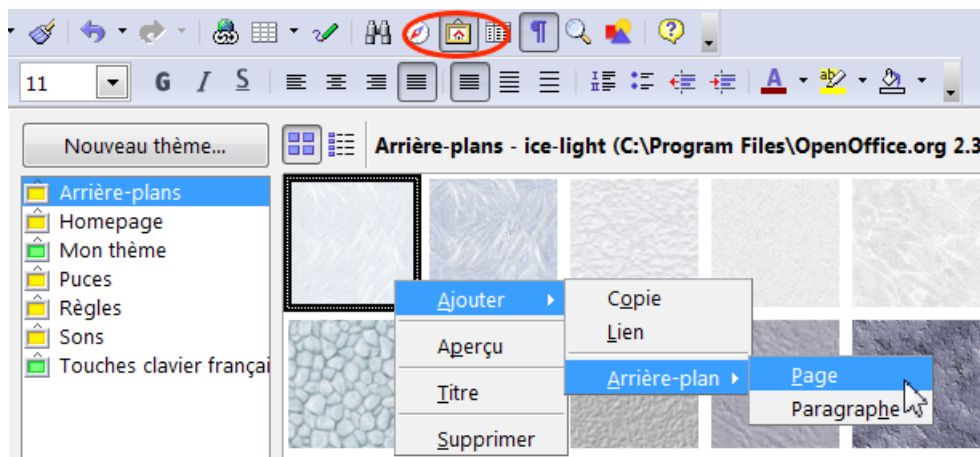 11
G I S
A
Nouveau thème...
Arrière-plans - ice-light (C:\Program Files\OpenOffice.org 2.3
Arrière-plans
Homepage
Mon thème
Puces
Règles
Sons
Touches clavier françai
Ajouter
Aperçu
Titre
Supprimer
Copie
Lien
Arrière-plan
Page
Paragraphe